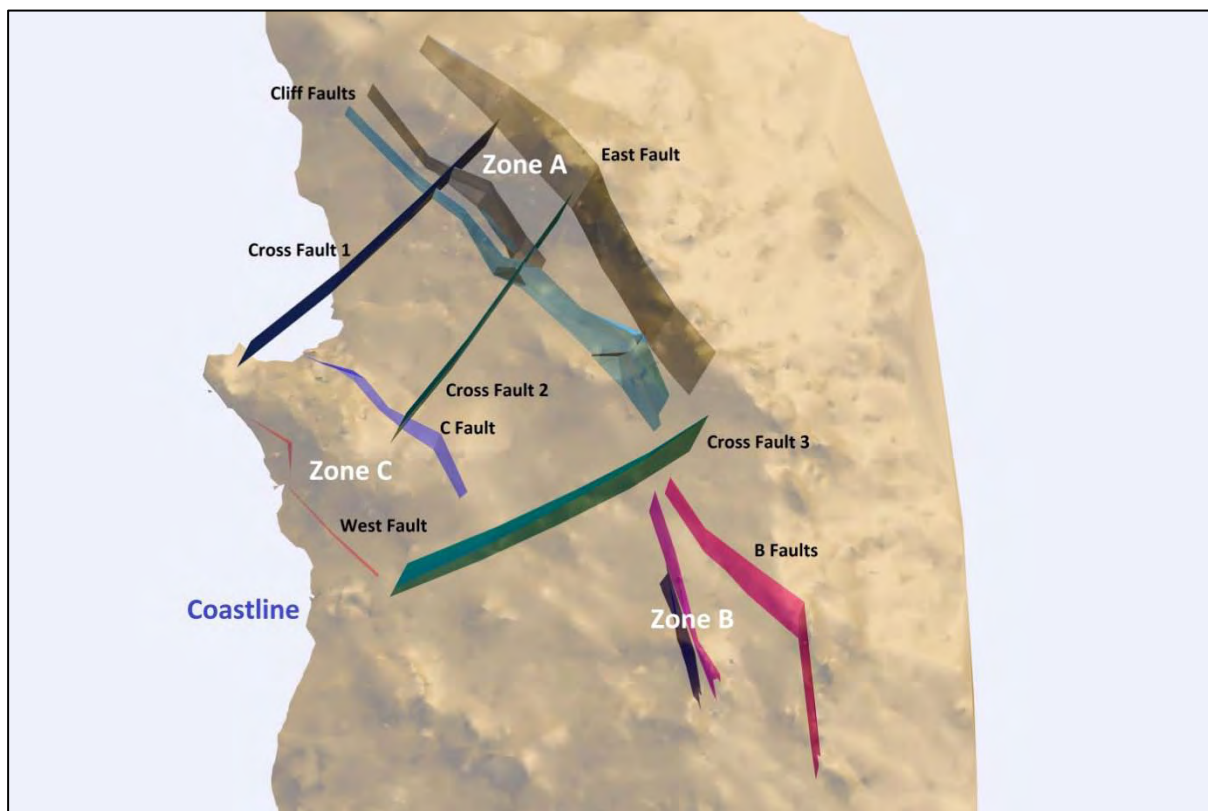 Cliff Faults
Zone A
East Fault
Cross Fault 1
Cross Fault 2
C Fault
Cross Fault 3
Zone C
West Fault
B Faults
Coastline
Zone B